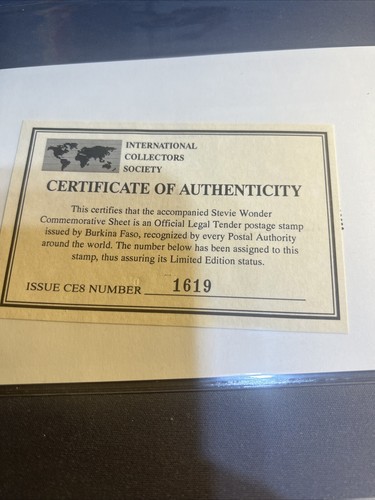 INTERNATIONAL
COLLECTORS
SOCIETY
CERTIFICATE OF AUTHENTICITY
This certifies that the accompanied Stevie Wonder
Commemorative Sheet is an Official Legal Tender postage stamp
issued by Burkina Faso, recognized by every Postal Authority
around the world. The number below has been assigned to this
stamp, thus assuring its Limited Edition status.
ISSUE CE8 NUMBER 1619